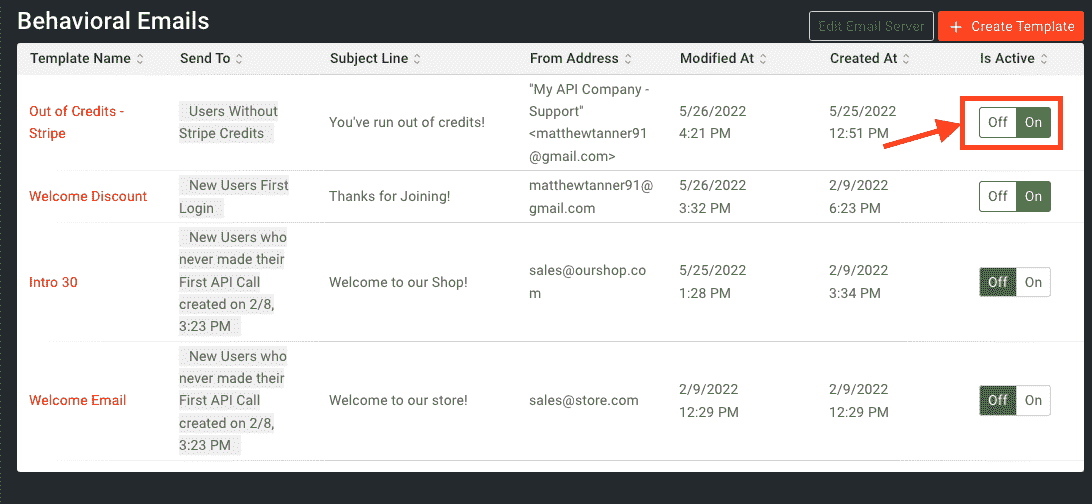 Behavioral Emails
Edit Email Server
+ Create Template
Template Name Send To Subject Line From Address Modified At Created At Is Active
Out of Credits -
Stripe
Users Without
Stripe Credits
You've run out of credits!
"My API Company -
Support"
<matthewtanner91
@gmail.com>
5/26/2022
4:21 PM
5/25/2022
12:51 PM
Off On
Welcome Discount
New Users First
Login
Thanks for Joining!
matthewtanner91@
gmail.com
5/26/2022
3:32 PM
2/9/2022
6:23 PM
Off On
Intro 30
New Users who
never made their
First API Call
created on 2/8,
3:23 PM
Welcome to our Shop!
sales@ourshop.co
m
5/25/2022
1:28 PM
2/9/2022
3:34 PM
Off On
Welcome Email
New Users who
never made their
First API Call
created on 2/8,
3:23 PM
Welcome to our store!
sales@store.com
2/9/2022
12:29 PM
2/9/2022
12:29 PM
Off On